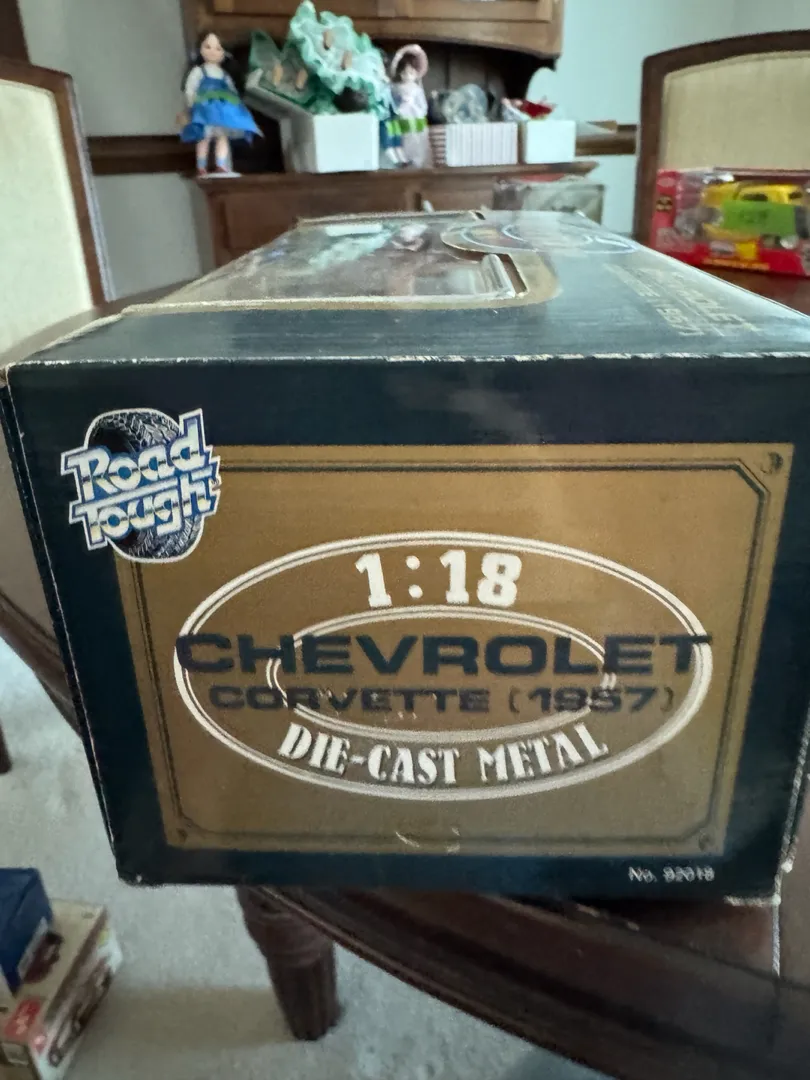 Road
Tough
1:18
CHEVROLET
CORVETTE (1957)
DIE-CAST METAL
No. 92018